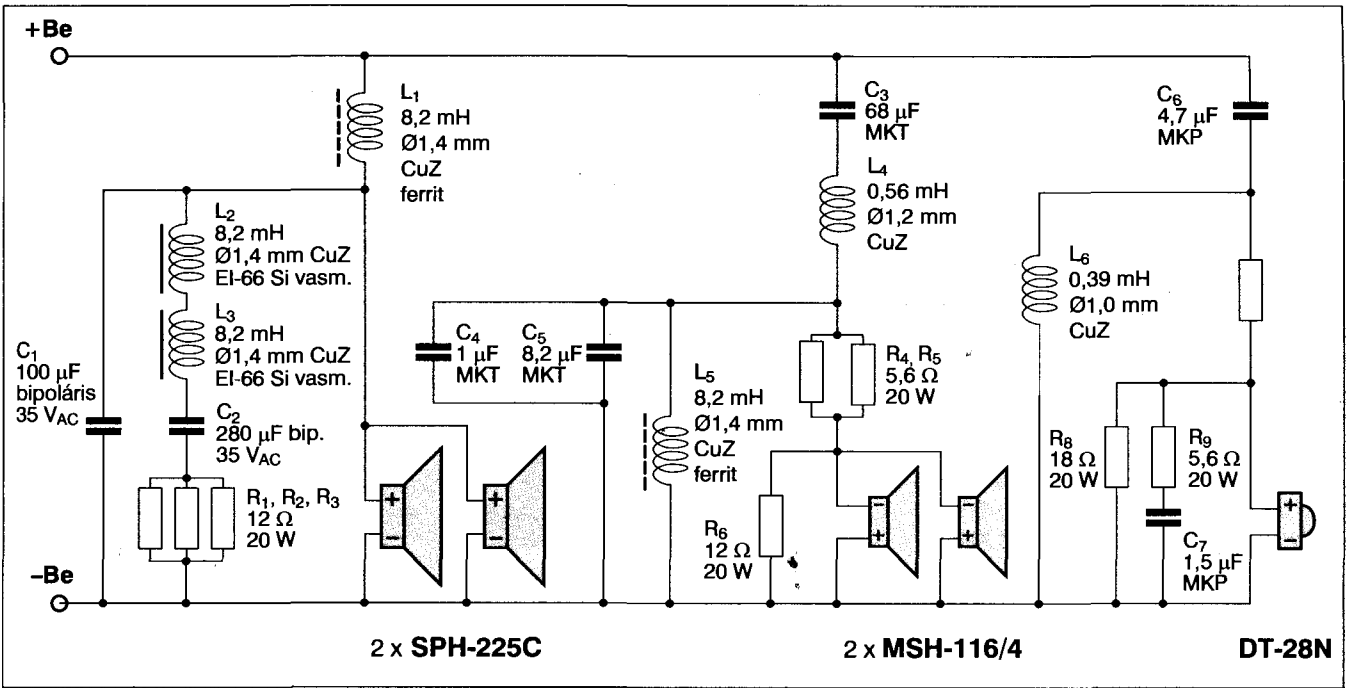 +Be
L₁
8,2 mH
Ø1,4 mm
CuZ
ferrit
C₃
68 µF
MKT
C₆
4,7 µF
MKP
L₄
0,56 mH
Ø1,2 mm
CuZ
L₂
8,2 mH
Ø1,4 mm CuZ
EI-66 Si vasm.
L₃
8,2 mH
Ø1,4 mm CuZ
EI-66 Si vasm.
L₆
0,39 mH
Ø1,0 mm
CuZ
C₁
100 µF
bipoláris
35 VAC
C₄
1 µF
MKT
C₅
8,2 µF
MKT
R₄, R₅
5,6 Ω
20 W
L₅
8,2 mH
Ø1,4 mm
CuZ
ferrit
C₂
280 µF bip.
35 VAC
R₈
18 Ω
20 W
R₉
5,6 Ω
20 W
R₁, R₂, R₃
12 Ω
20 W
+
−
+
−
R₆
12 Ω
20 W
−
+
−
+
C₇
1,5 µF
MKP
+
−
–Be
2 x SPH-225C
2 x MSH-116/4
DT-28N